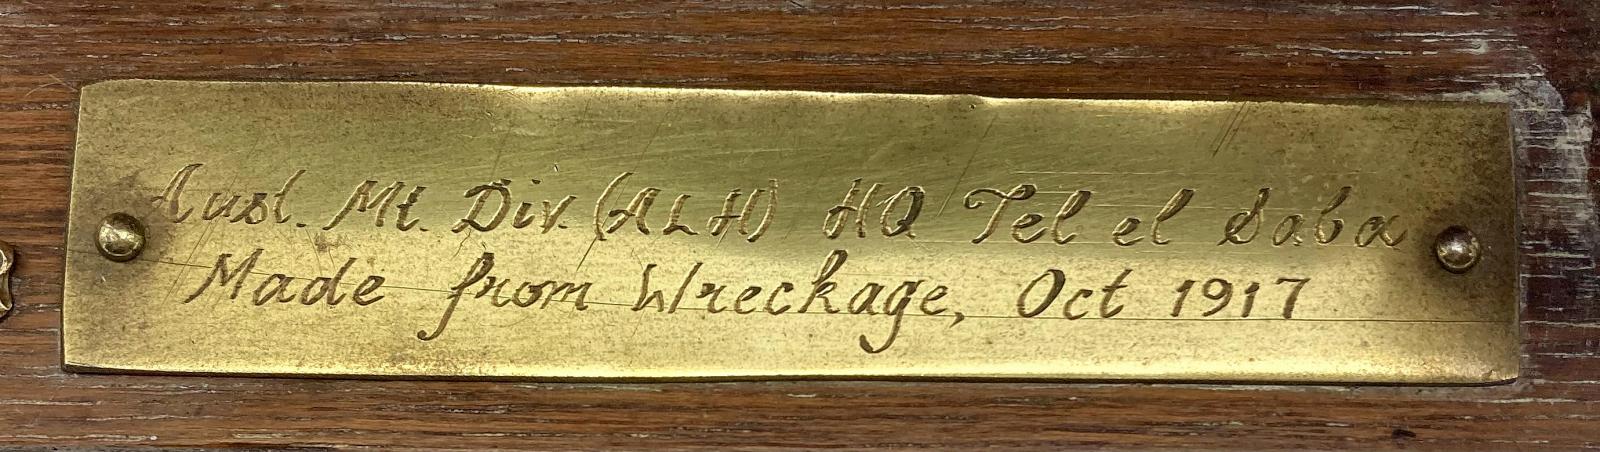 Aust. Mt. Div. (ALH) HQ Tel el Saba
Made from Wreckage, Oct 1917